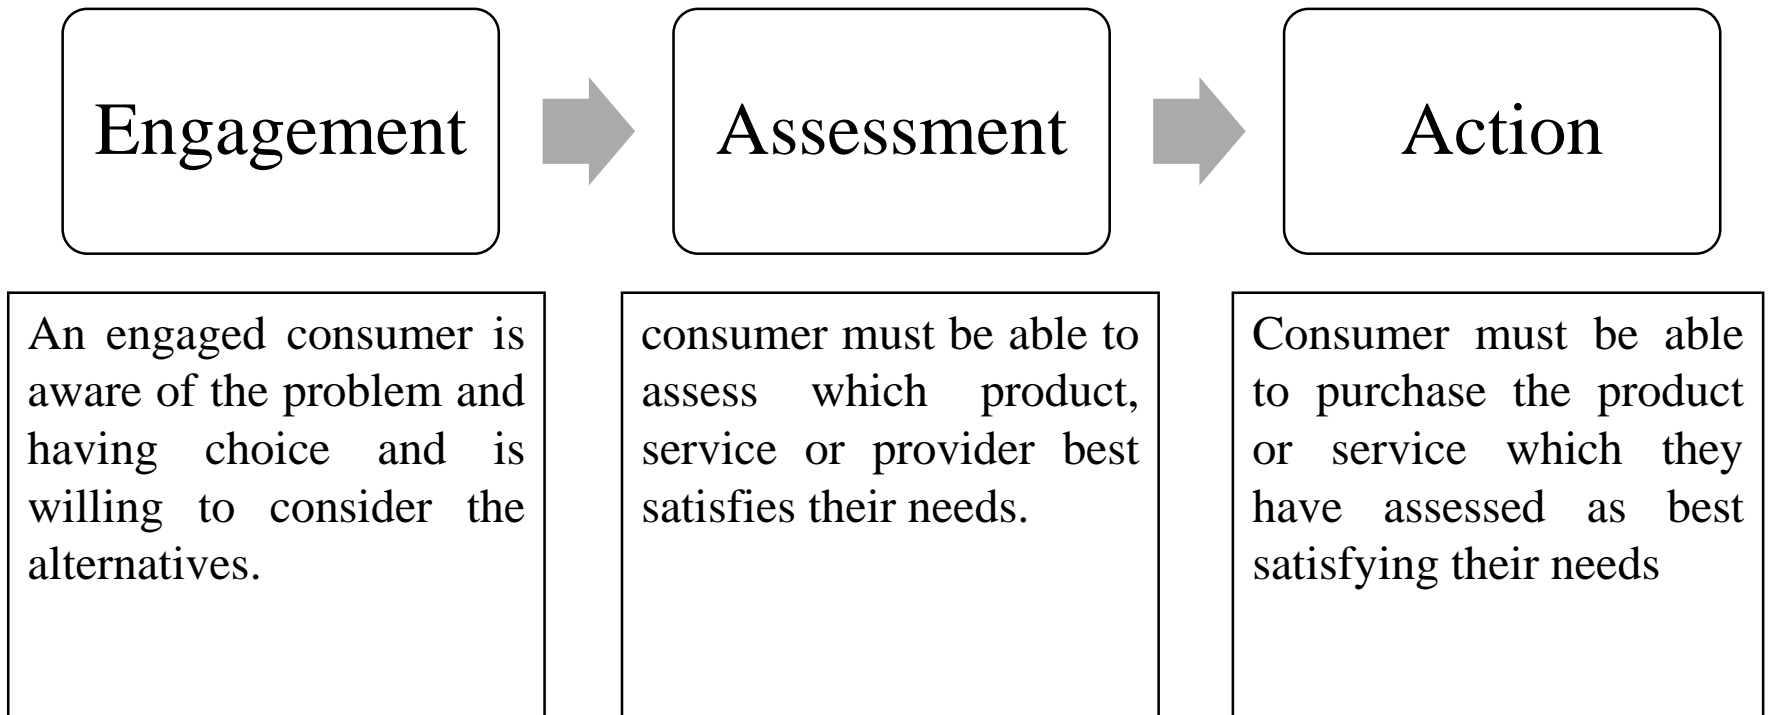 Engagement
Assessment
Action
An engaged consumer is
aware of the problem and
having choice and is
willing to consider the
alternatives.
consumer must be able to
assess which product,
service or provider best
satisfies their needs.
Consumer must be able
to purchase the product
or service which they
have assessed as best
satisfying their needs